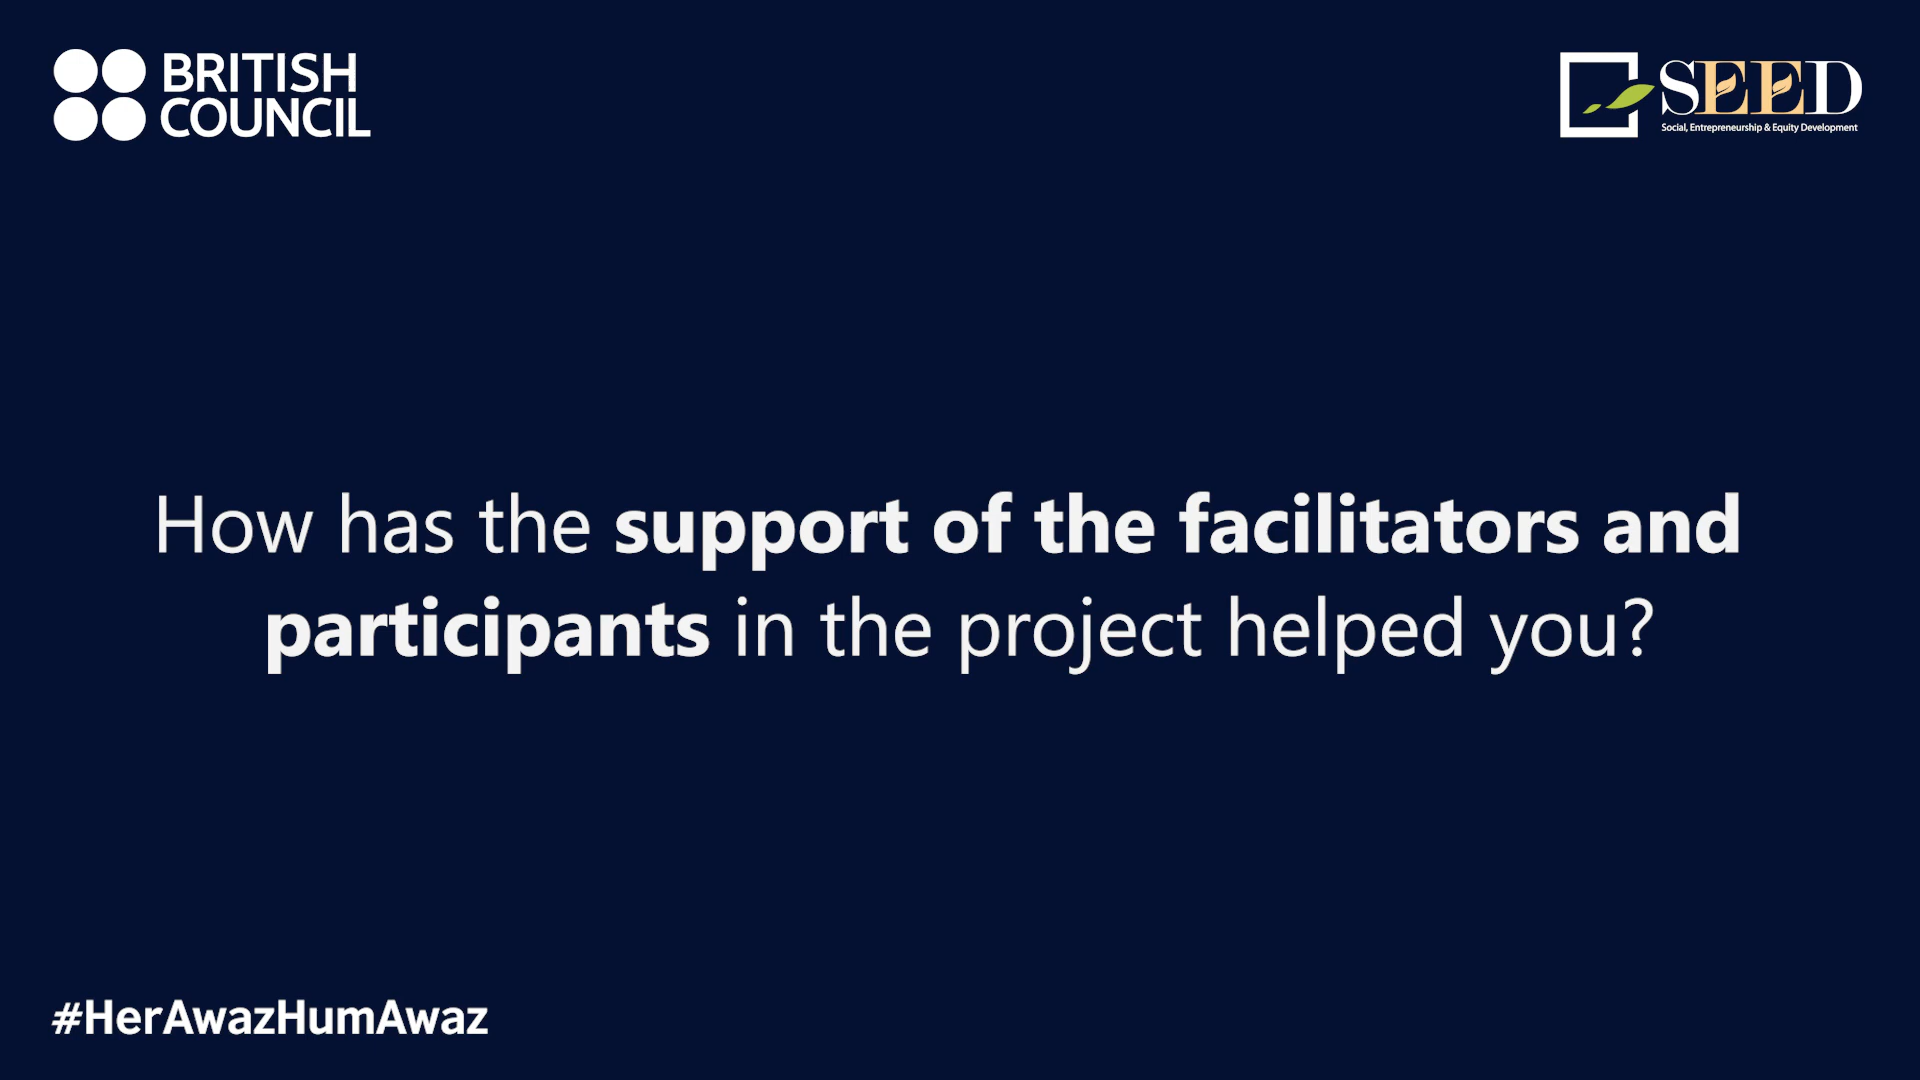 BRITISH
COUNCIL
SEED
Social, Entrepreneurship & Equity Development
How has the support of the facilitators and
participants in the project helped you?
#HerAwazHumAwaz